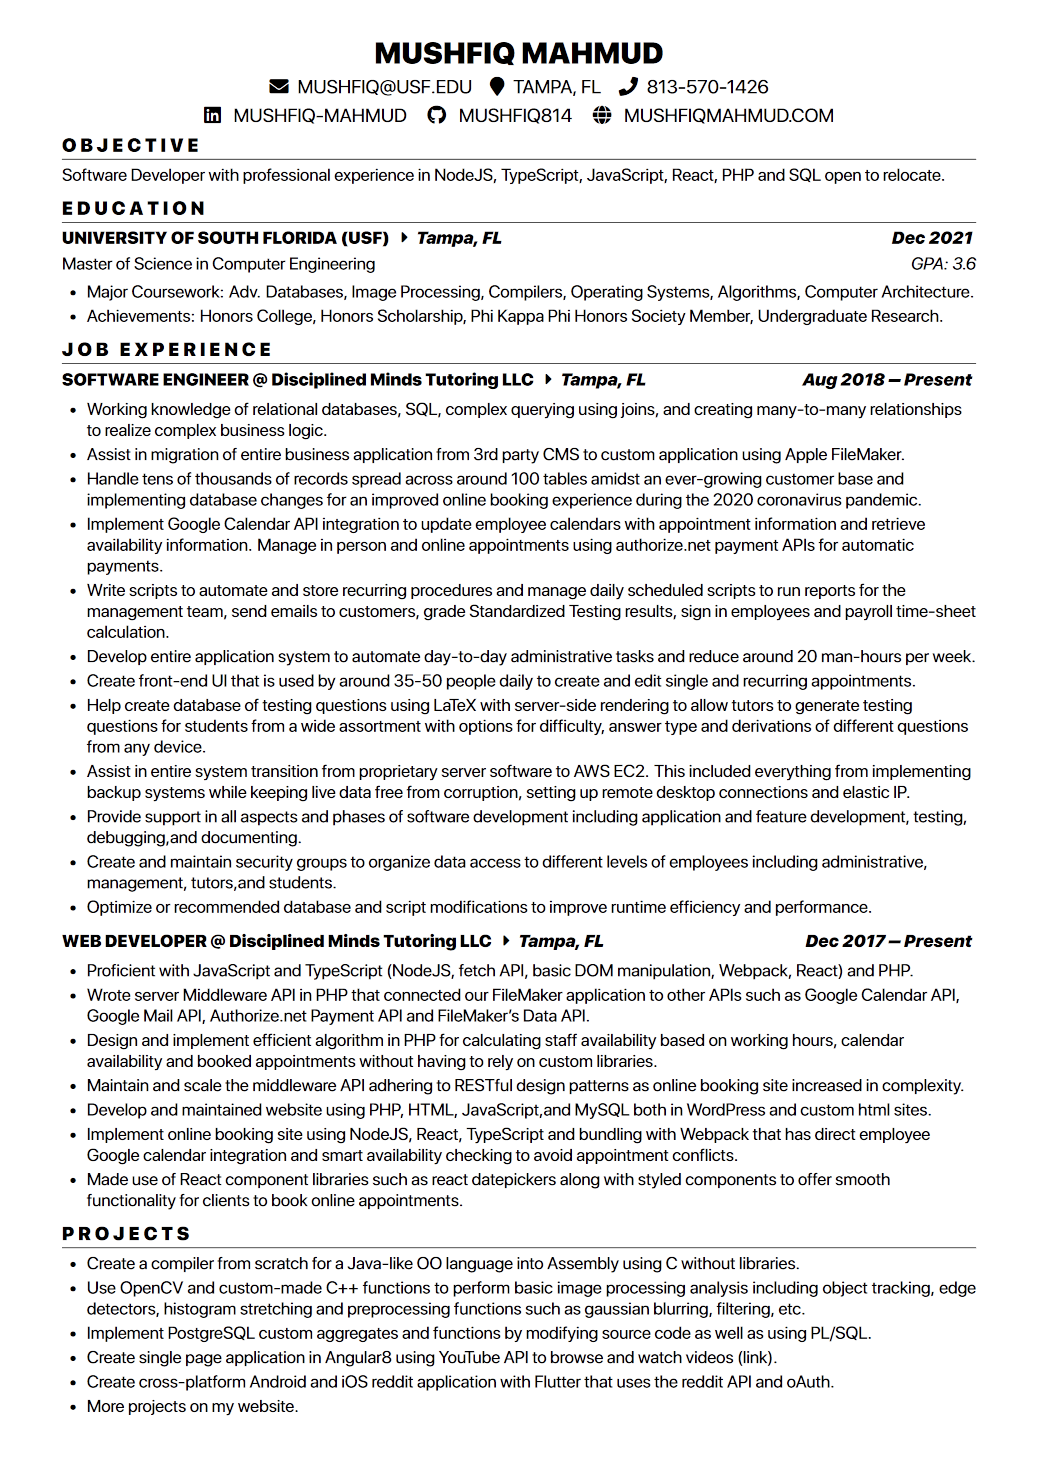 MUSHFIQ MAHMUD
MUSHFIQ@USF.EDU TAMPA, FL 813-570-1426
MUSHFIQ-MAHMUD MUSHFIQ814 MUSHFIQMAHMUD.COM
OBJECTIVE
Software Developer with professional experience in NodeJS, TypeScript, JavaScript, React, PHP and SQL open to relocate.
EDUCATION
UNIVERSITY OF SOUTH FLORIDA (USF) Tampa, FL Dec 2021
Master of Science in Computer Engineering GPA: 3.6
• Major Coursework: Adv. Databases, Image Processing, Compilers, Operating Systems, Algorithms, Computer Architecture.
• Achievements: Honors College, Honors Scholarship, Phi Kappa Phi Honors Society Member, Undergraduate Research.
JOB EXPERIENCE
SOFTWARE ENGINEER @ Disciplined Minds Tutoring LLC Tampa, FL Aug 2018 – Present
• Working knowledge of relational databases, SQL, complex querying using joins, and creating many-to-many relationships
to realize complex business logic.
• Assist in migration of entire business application from 3rd party CMS to custom application using Apple FileMaker.
• Handle tens of thousands of records spread across around 100 tables amidst an ever-growing customer base and
implementing database changes for an improved online booking experience during the 2020 coronavirus pandemic.
• Implement Google Calendar API integration to update employee calendars with appointment information and retrieve
availability information. Manage in person and online appointments using authorize.net payment APIs for automatic
payments.
• Write scripts to automate and store recurring procedures and manage daily scheduled scripts to run reports for the
management team, send emails to customers, grade Standardized Testing results, sign in employees and payroll time-sheet
calculation.
• Develop entire application system to automate day-to-day administrative tasks and reduce around 20 man-hours per week.
• Create front-end UI that is used by around 35-50 people daily to create and edit single and recurring appointments.
• Help create database of testing questions using LaTeX with server-side rendering to allow tutors to generate testing
questions for students from a wide assortment with options for difficulty, answer type and derivations of different questions
from any device.
• Assist in entire system transition from proprietary server software to AWS EC2. This included everything from implementing
backup systems while keeping live data free from corruption, setting up remote desktop connections and elastic IP.
• Provide support in all aspects and phases of software development including application and feature development, testing,
debugging,and documenting.
• Create and maintain security groups to organize data access to different levels of employees including administrative,
management, tutors,and students.
• Optimize or recommended database and script modifications to improve runtime efficiency and performance.
WEB DEVELOPER @ Disciplined Minds Tutoring LLC Tampa, FL Dec 2017 – Present
• Proficient with JavaScript and TypeScript (NodeJS, fetch API, basic DOM manipulation, Webpack, React) and PHP.
• Wrote server Middleware API in PHP that connected our FileMaker application to other APIs such as Google Calendar API,
Google Mail API, Authorize.net Payment API and FileMaker's Data API.
• Design and implement efficient algorithm in PHP for calculating staff availability based on working hours, calendar
availability and booked appointments without having to rely on custom libraries.
• Maintain and scale the middleware API adhering to RESTful design patterns as online booking site increased in complexity.
• Develop and maintained website using PHP, HTML, JavaScript,and MySQL both in WordPress and custom html sites.
• Implement online booking site using NodeJS, React, TypeScript and bundling with Webpack that has direct employee
Google calendar integration and smart availability checking to avoid appointment conflicts.
• Made use of React component libraries such as react datepickers along with styled components to offer smooth
functionality for clients to book online appointments.
PROJECTS
• Create a compiler from scratch for a Java-like OO language into Assembly using C without libraries.
• Use OpenCV and custom-made C++ functions to perform basic image processing analysis including object tracking, edge
detectors, histogram stretching and preprocessing functions such as gaussian blurring, filtering, etc.
• Implement PostgreSQL custom aggregates and functions by modifying source code as well as using PL/SQL.
• Create single page application in Angular8 using YouTube API to browse and watch videos (link).
• Create cross-platform Android and iOS reddit application with Flutter that uses the reddit API and oAuth.
• More projects on my website.